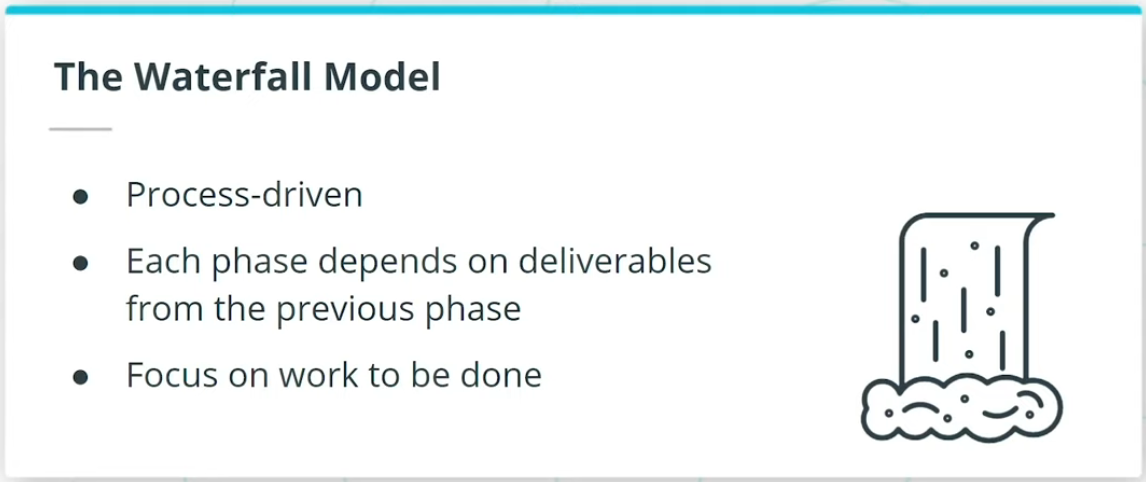 The Waterfall Model
● Process-driven
● Each phase depends on deliverables
from the previous phase
● Focus on work to be done